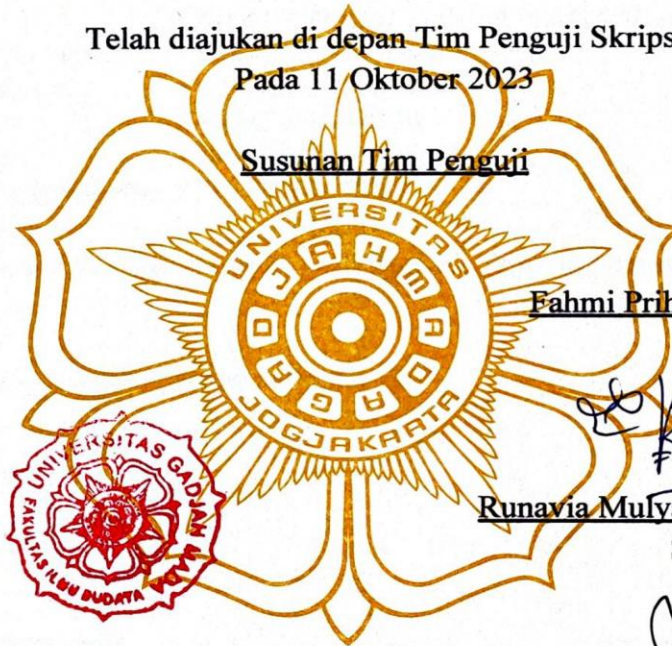 Telah diajukan di depan Tim Penguji Skrips
Pada 11 Oktober 2023
Susunan Tim Penguji
UNIVERSITAS
GADJAH MADA
JOGJAKARTA
Fahmi Prih
Runavia Muly
UNIVERSITAS GADJAH MADA
FAKULTAS ILMU BUDAYA